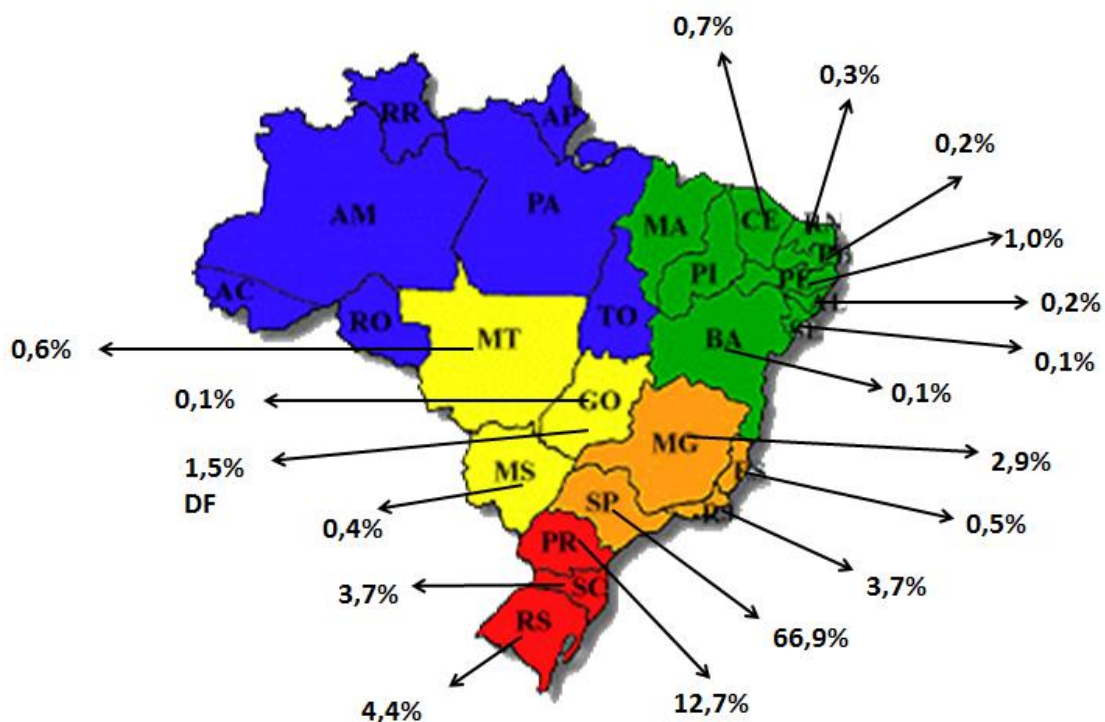 0,7%
0,3%
0,2%
RR
AP
AM
PA
MA
CE
RN
1,0%
PI
PE
AC
RO
TO
0,2%
MT
BA
0,6%
0,1%
0,1%
0,1%
GO
MG
2,9%
1,5%
DF
MS
0,4%
SP
0,5%
PR
3,7%
3,7%
SC
RS
66,9%
4,4%
12,7%